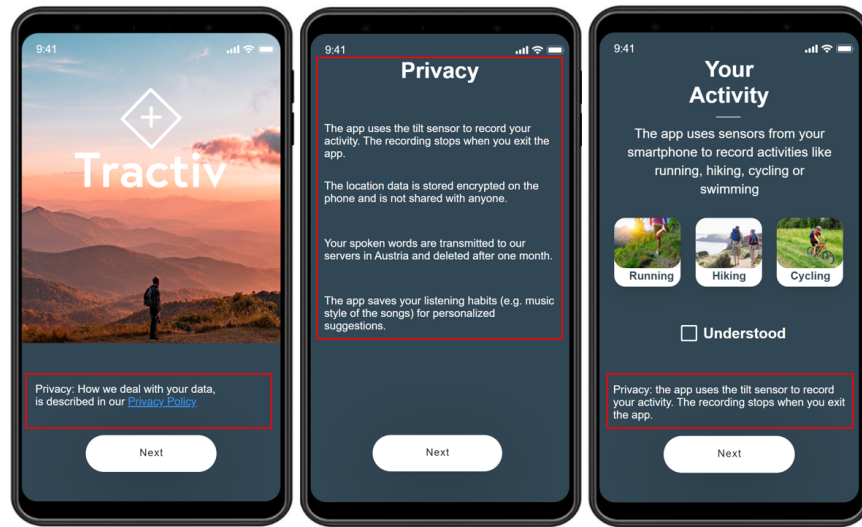 9:41
Tractiv
Privacy: How we deal with your data,
is described in our Privacy Policy
Next
9:41
Privacy
The app uses the tilt sensor to record your
activity. The recording stops when you exit the
app.
The location data is stored encrypted on the
phone and is not shared with anyone.
Your spoken words are transmitted to our
servers in Austria and deleted after one month.
The app saves your listening habits (e.g. music
style of the songs) for personalized
suggestions.
Next
9:41
Your
Activity
The app uses sensors from your
smartphone to record activities like
running, hiking, cycling or
swimming
Running
Hiking
Cycling
Understood
Privacy: the app uses the tilt sensor to record
your activity. The recording stops when you exit
the app.
Next